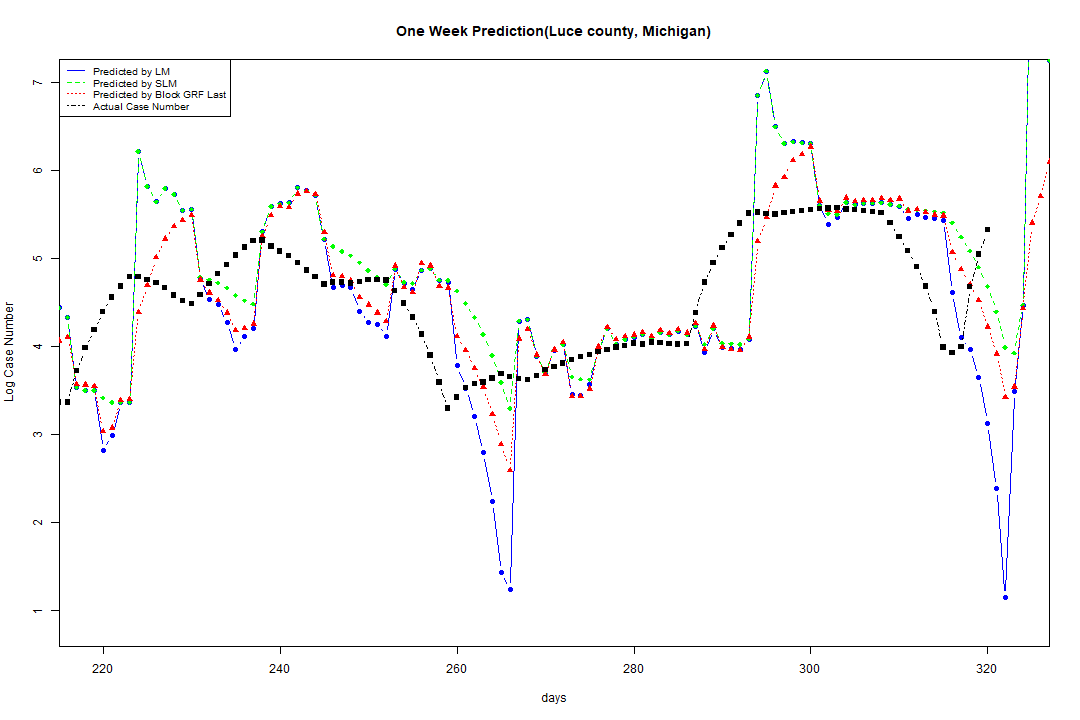 One Week Prediction(Luce county, Michigan)
Predicted by LM
Predicted by SLM
Predicted by Block GRF Last
Actual Case Number
7
6
5
4
3
2
1
Log Case Number
220 240 260 280 300 320
days